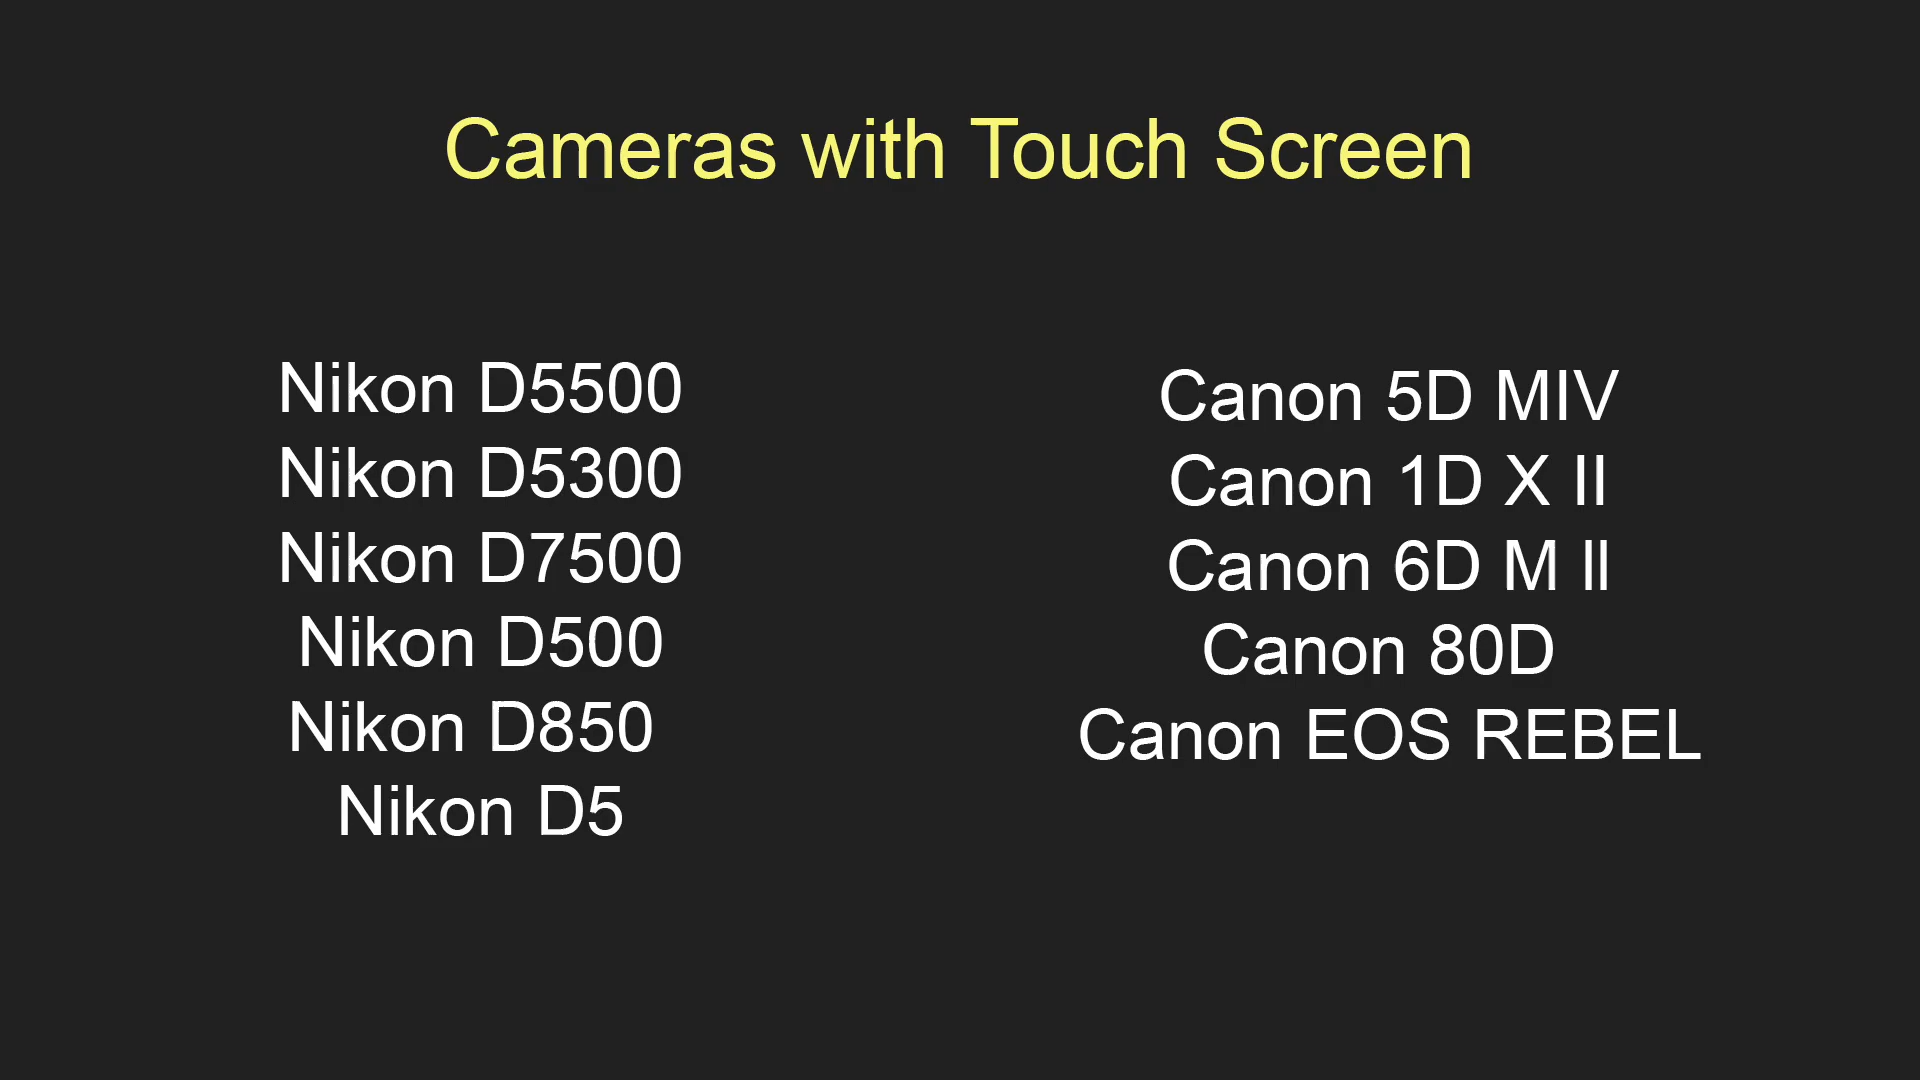 Cameras with Touch Screen
Nikon D5500
Nikon D5300
Nikon D7500
Nikon D500
Nikon D850
Nikon D5
Canon 5D MIV
Canon 1D X II
Canon 6D M ll
Canon 80D
Canon EOS REBEL